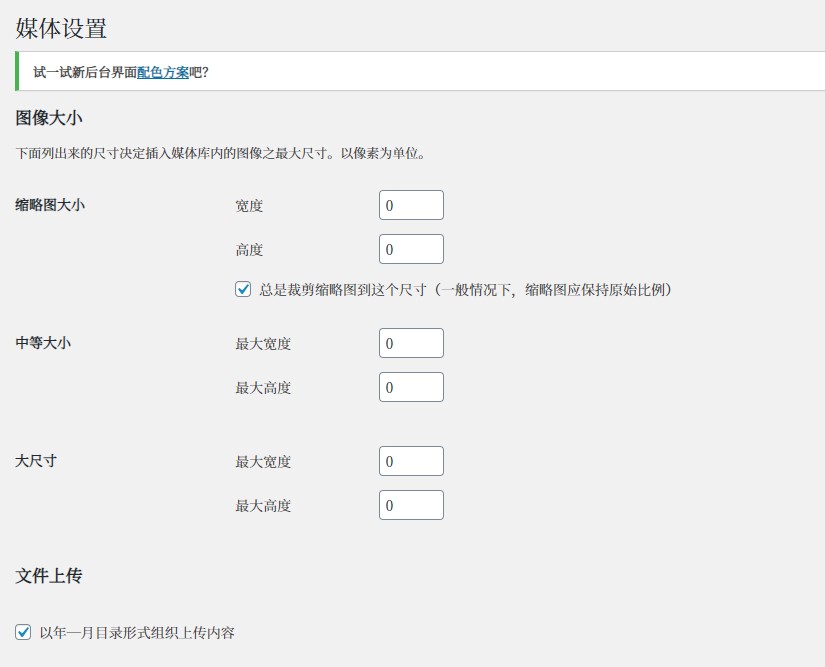 媒体设置
试一试新后台界面配色方案吧?
图像大小
下面列出来的尺寸决定插入媒体库内的图像之最大尺寸。以像素为单位。
缩略图大小 宽度 0
高度 0
总是裁剪缩略图到这个尺寸（一般情况下，缩略图应保持原始比例）
中等大小 最大宽度 0
最大高度 0
大尺寸 最大宽度 0
最大高度 0
文件上传
以年—月目录形式组织上传内容